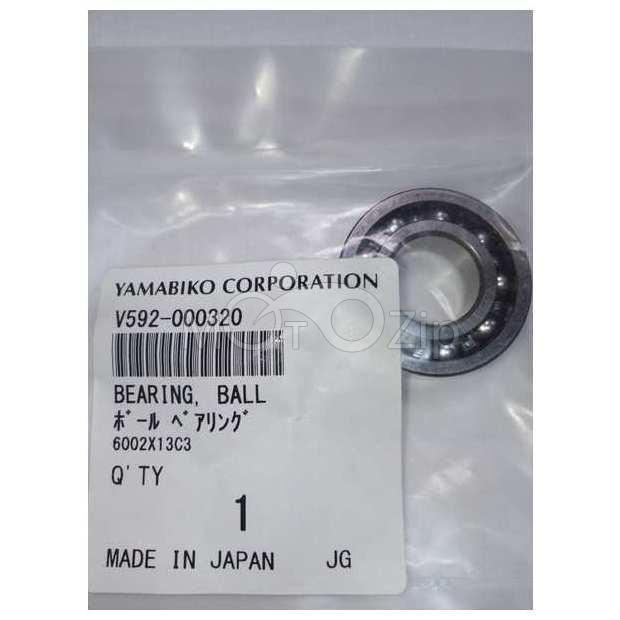 YAMABIKO CORPORATION
V592-000320
BEARING, BALL
ﾎﾞｰﾙ ﾍﾞｱﾘﾝｸﾞ
6002X13C3
Q'TY
1
MADE IN JAPAN JG
MotoZip